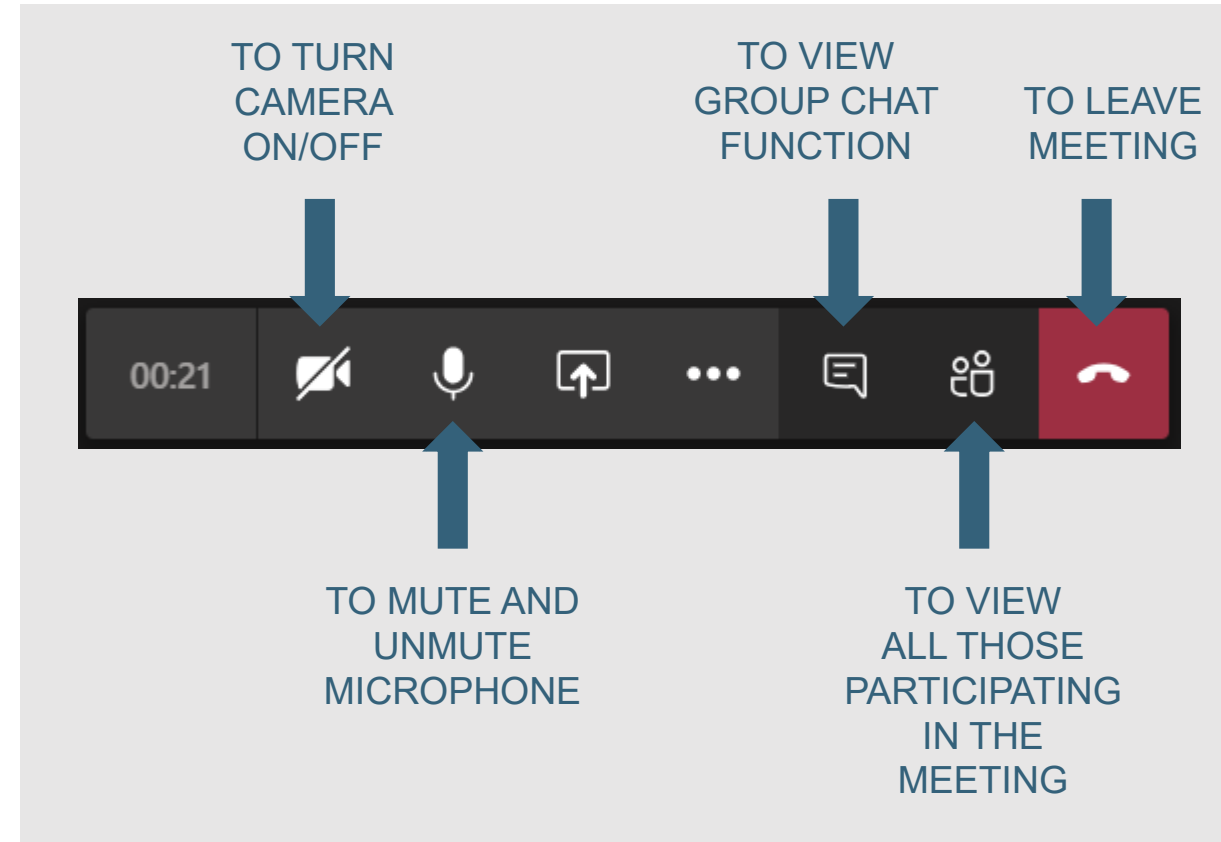 TO TURN
CAMERA
ON/OFF
TO VIEW
GROUP CHAT
FUNCTION
TO LEAVE
MEETING
00:21
TO MUTE AND
UNMUTE
MICROPHONE
TO VIEW
ALL THOSE
PARTICIPATING
IN THE
MEETING